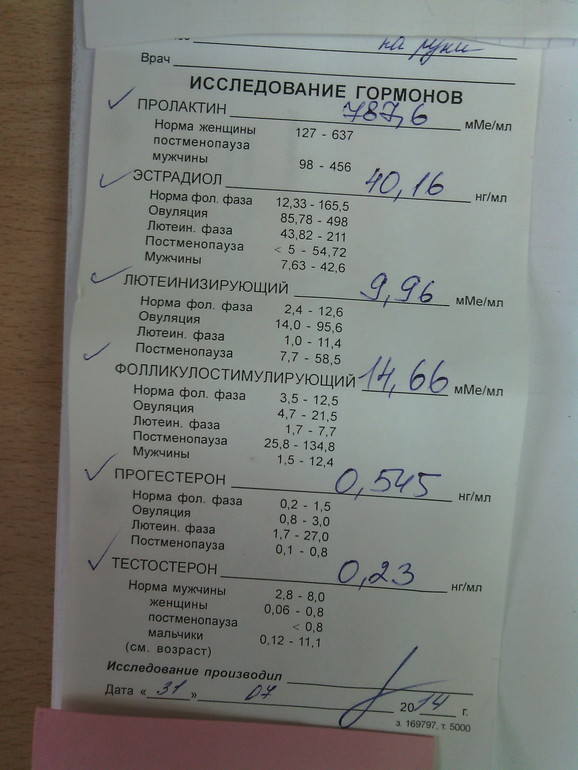 на руки
Врач
ИССЛЕДОВАНИЕ ГОРМОНОВ
ПРОЛАКТИН 787,6 мМе/мл
Норма женщины 127 - 637
постменопауза
мужчины 98 - 456
ЭСТРАДИОЛ 40,16 нг/мл
Норма фол. фаза 12,33 - 165,5
Овуляция 85,78 - 498
Лютеин. фаза 43,82 - 211
Постменопауза < 5 - 54,72
Мужчины 7,63 - 42,6
ЛЮТЕИНИЗИРУЮЩИЙ 9,96 мМе/мл
Норма фол. фаза 2,4 - 12,6
Овуляция 14,0 - 95,6
Лютеин. фаза 1,0 - 11,4
Постменопауза 7,7 - 58,5
ФОЛЛИКУЛОСТИМУЛИРУЮЩИЙ 14,66 мМе/мл
Норма фол. фаза 3,5 - 12,5
Овуляция 4,7 - 21,5
Лютеин. фаза 1,7 - 7,7
Постменопауза 25,8 - 134,8
Мужчины 1,5 - 12,4
ПРОГЕСТЕРОН 0,545 нг/мл
Норма фол. фаза 0,2 - 1,5
Овуляция 0,8 - 3,0
Лютеин. фаза 1,7 - 27,0
Постменопауза 0,1 - 0,8
ТЕСТОСТЕРОН 0,23 нг/мл
Норма мужчины 2,8 - 8,0
женщины 0,06 - 0,8
постменопауза < 0,8
мальчики 0,12 - 11,1
(см. возраст)
Исследование производил
Дата « 31 » 07 2014 г.
з. 169797, т. 5000